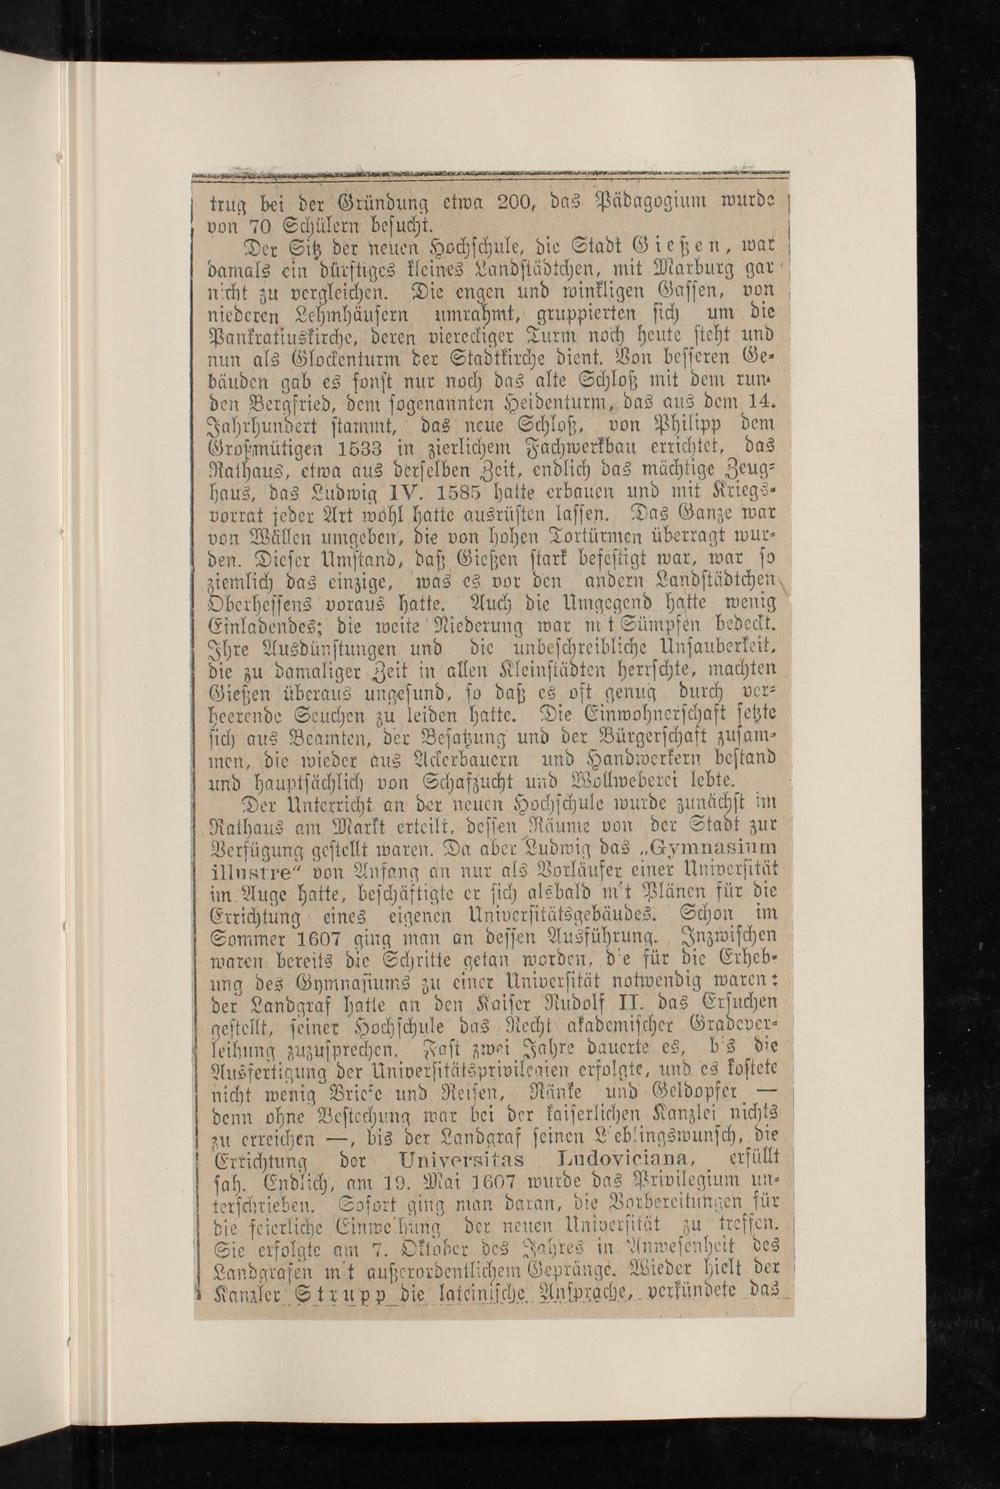 trug bei der Gründung etwa 200, das Pädagogium wurde
von 70 Schülern besucht.
Der Sitz der neuen Hochschule, die Stadt Gießen, war
damals ein dürftiges kleines Landstädtchen, mit Marburg gar
nicht zu vergleichen. Die engen und winkligen Gassen, von
niederen Lehmhäusern umrahmt, gruppierten sich um die
Pankratiuskirche, deren viereckiger Turm noch heute steht und
nun als Glockenturm der Stadtkirche dient. Von besseren Ge-
bäuden gab es sonst nur noch das alte Schloß mit dem run-
den Bergfried, dem sogenannten Heidenturm, das aus dem 14.
Jahrhundert stammt, das neue Schloß, von Philipp dem
Großmütigen 1533 in zierlichem Fachwerkbau errichtet, das
Rathaus, etwa aus derselben Zeit, endlich das mächtige Zeug-
haus, das Ludwig IV. 1585 hatte erbauen und mit Kriegs-
vorrat jeder Art wohl hatte ausrüsten lassen. Das Ganze war
von Wällen umgeben, die von hohen Tortürmen überragt wur-
den. Dieser Umstand, daß Gießen stark befestigt war, war so
ziemlich das einzige, was es vor den andern Landstädtchen
Oberhessens voraus hatte. Auch die Umgegend hatte wenig
Einladendes; die weite Niederung war m t Sümpfen bedeckt.
Ihre Ausdünstungen und die unbeschreibliche Unsauberkeit,
die zu damaliger Zeit in allen Kleinstädten herrschte, machten
Gießen überaus ungesund, so daß es oft genug durch ver-
heerende Seuchen zu leiden hatte. Die Einwohnerschaft setzte
sich aus Beamten, der Besatzung und der Bürgerschaft zusam-
men, die wieder aus Ackerbauern und Handwerkern bestand
und hauptsächlich von Schafzucht und Wollweberei lebte.
Der Unterricht an der neuen Hochschule wurde zunächst im
Rathaus am Markt erteilt, dessen Räume von der Stadt zur
Verfügung gestellt waren. Da aber Ludwig das „Gymnasium
illustre“ von Anfang an nur als Vorläufer einer Universität
im Auge hatte, beschäftigte er sich alsbald m't Plänen für die
Errichtung eines eigenen Universitätsgebäudes. Schon im
Sommer 1607 ging man an dessen Ausführung. Inzwischen
waren bereits die Schritte getan worden, d'e für die Erheb-
ung des Gymnasiums zu einer Universität notwendig waren:
der Landgraf hatte an den Kaiser Rudolf II. das Ersuchen
gestellt, seiner Hochschule das Recht akademischer Gradever-
leihung zuzusprechen. Fast zwei Jahre dauerte es, b's die
Ausfertigung der Universitätsprivilegien erfolgte, und es kostete
nicht wenig Briefe und Reisen, Ränke und Geldopfer —
denn ohne Bestechung war bei der kaiserlichen Kanzlei nichts
zu erreichen —, bis der Landgraf seinen L'eblingswunsch, die
Errichtung der Universitas Ludoviciana, erfüllt
sah. Endlich, am 19. Mai 1607 wurde das Privilegium un-
terschrieben. Sofort ging man daran, die Vorbereitungen für
die feierliche Einwe'hung der neuen Universität zu treffen.
Sie erfolgte am 7. Oktober des Jahres in Anwesenheit des
Landgrafen m't außerordentlichem Gepränge. Wieder hielt der
Kanzler Strupp die lateinische Ansprache, verkündete das